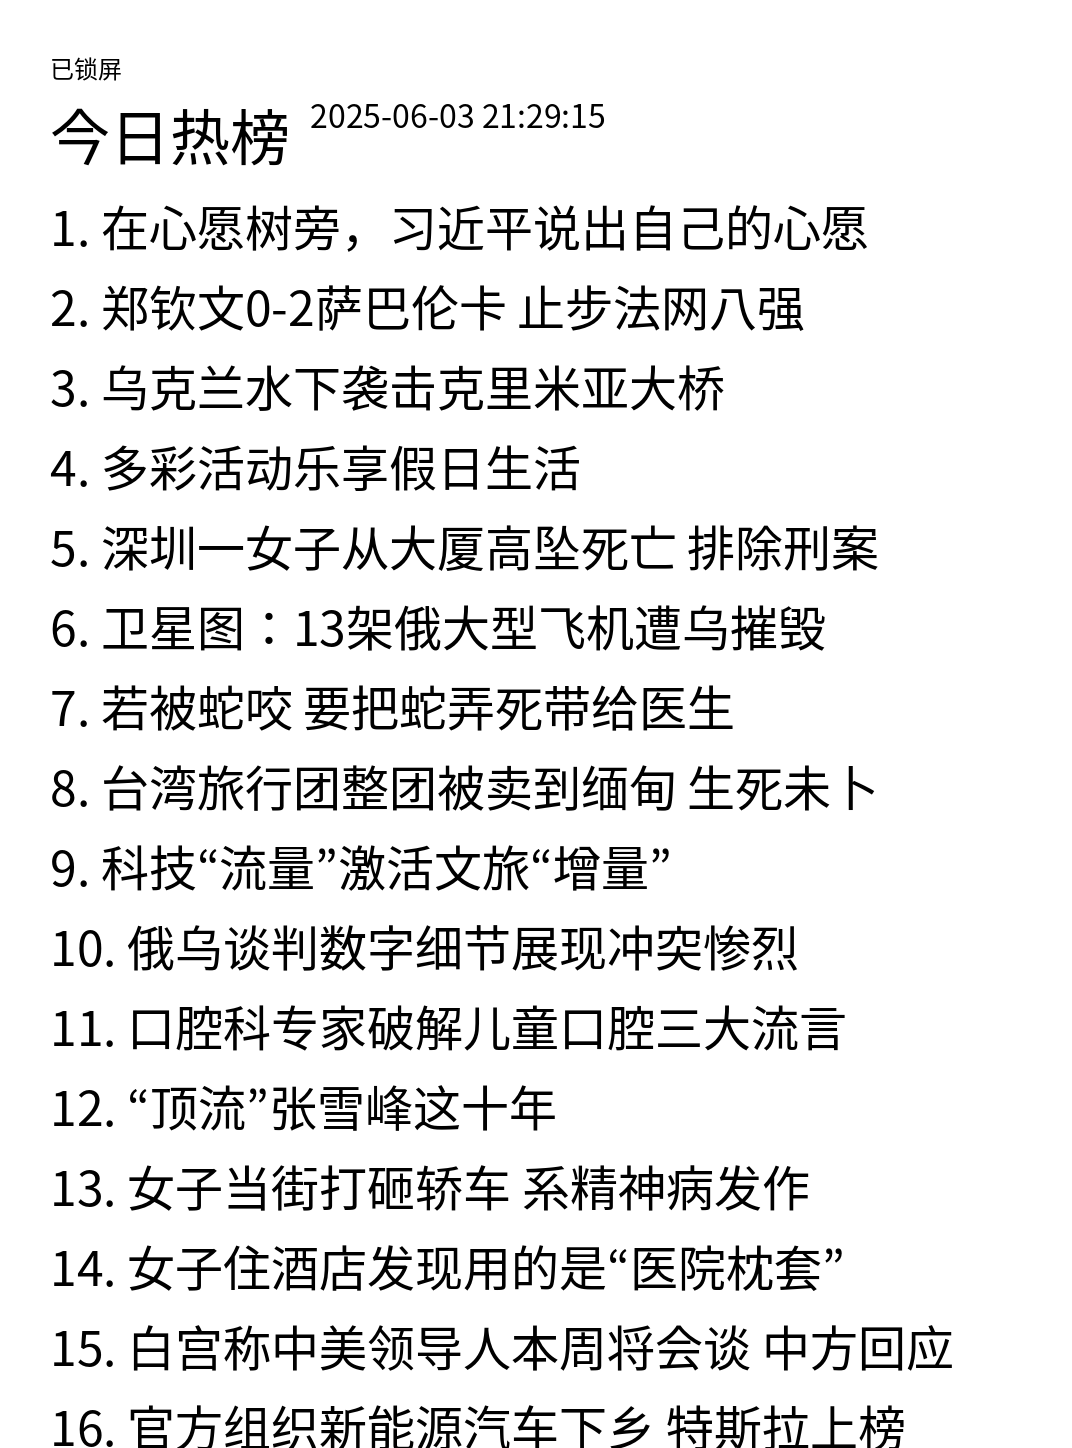 已锁屏
今日热榜 2025-06-03 21:29:15
1. 在心愿树旁，习近平说出自己的心愿
2. 郑钦文0-2萨巴伦卡 止步法网八强
3. 乌克兰水下袭击克里米亚大桥
4. 多彩活动乐享假日生活
5. 深圳一女子从大厦高坠死亡 排除刑案
6. 卫星图：13架俄大型飞机遭乌摧毁
7. 若被蛇咬 要把蛇弄死带给医生
8. 台湾旅行团整团被卖到缅甸 生死未卜
9. 科技“流量”激活文旅“增量”
10. 俄乌谈判数字细节展现冲突惨烈
11. 口腔科专家破解儿童口腔三大流言
12. “顶流”张雪峰这十年
13. 女子当街打砸轿车 系精神病发作
14. 女子住酒店发现用的是“医院枕套”
15. 白宫称中美领导人本周将会谈 中方回应
16. 官方组织新能源汽车下乡 特斯拉上榜